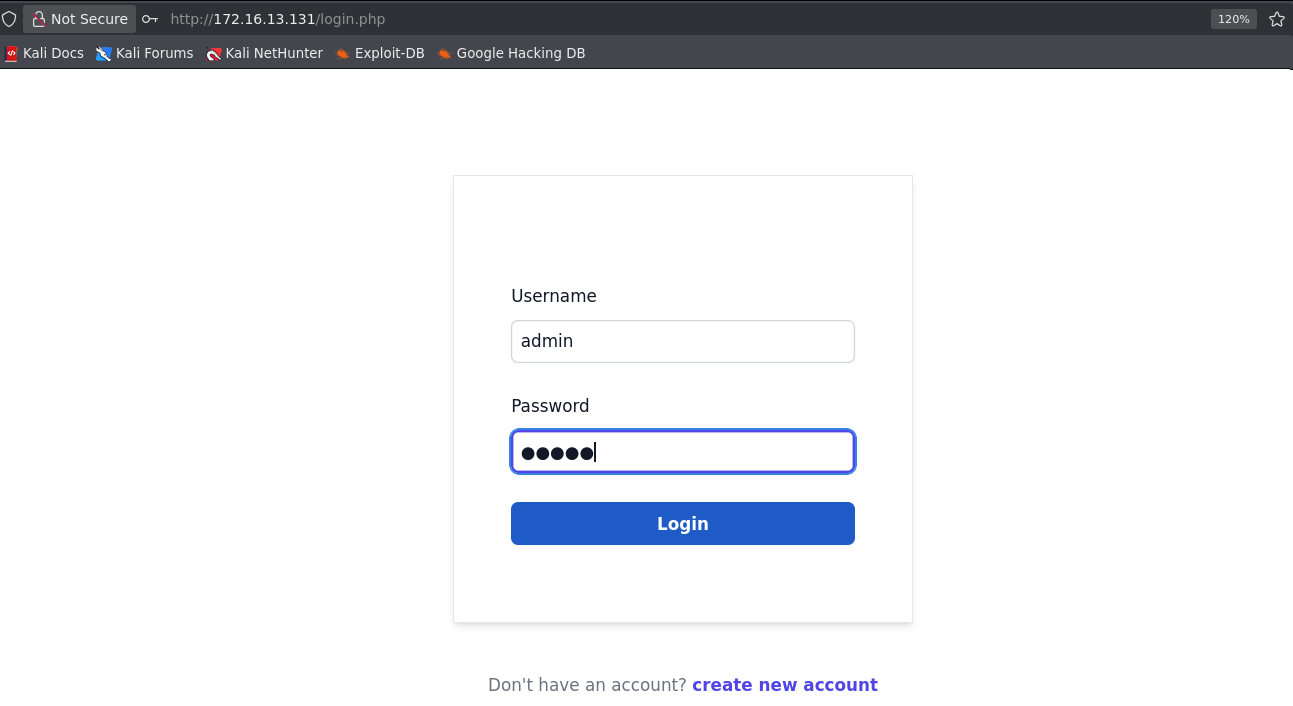 Not Secure http://172.16.13.131/login.php 120%
Kali Docs Kali Forums Kali NetHunter Exploit-DB Google Hacking DB
Username
admin
Password
●●●●●
Login
Don't have an account? create new account